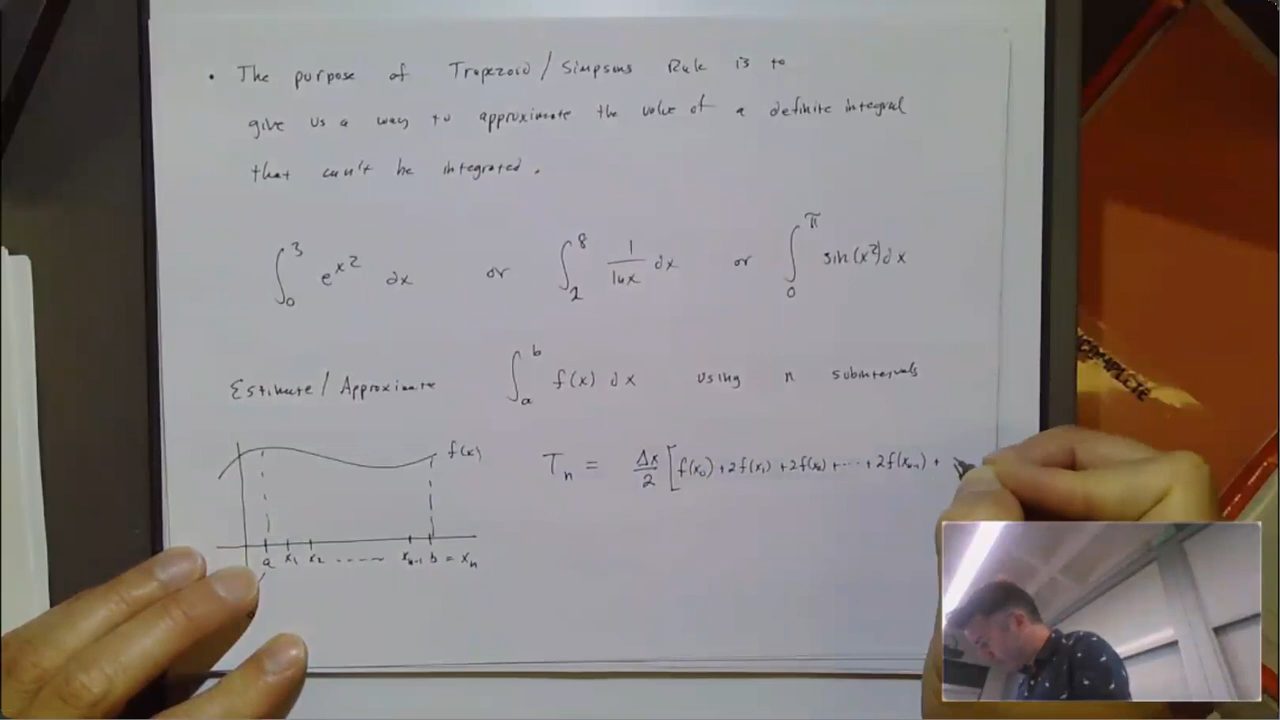 • The purpose of Trapezoid / Simpsons Rule is to
give us a way to approximate the value of a definite integral
that can't be integrated.
∫₀³ e^{x^2} dx or ∫₂⁸ 1/lnx dx or ∫₀^π sin(x²) dx
Estimate / Approximate ∫ₐᵇ f(x) dx using n subintervals
f(x)
Tₙ = Δx/2 [f(x₀) + 2f(x₁) + 2f(x₂) + ··· + 2f(xₙ₋₁) +
a x₁ x₂ ----~ xₙ₋₁ b = xₙ
COMPLETE